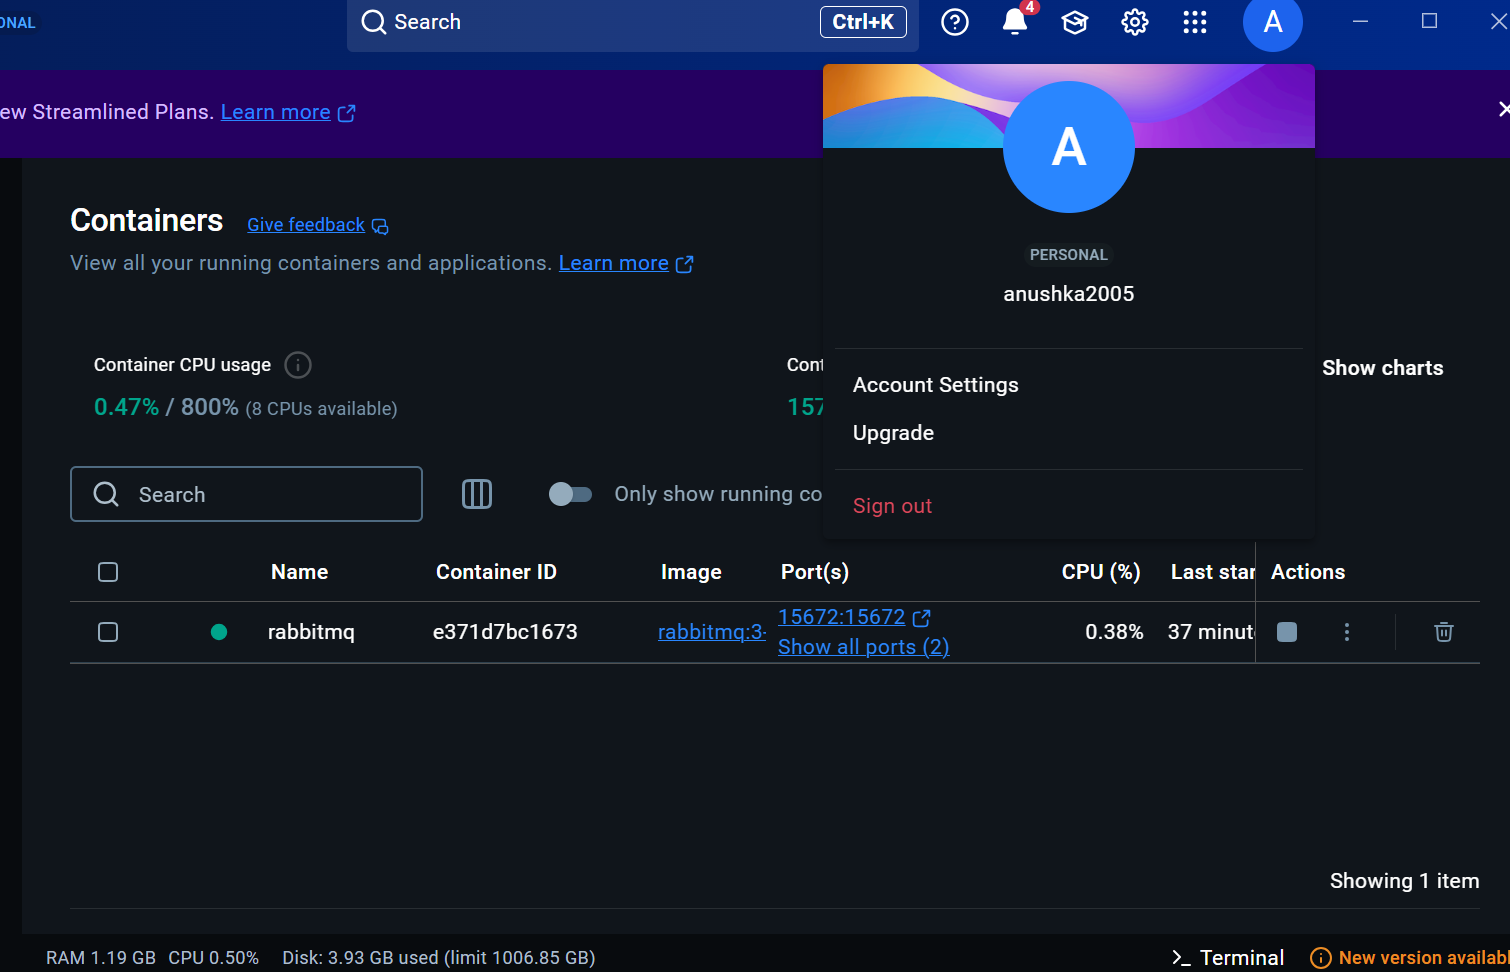 ONAL
Search
Ctrl+K
4
A
ew Streamlined Plans. Learn more
A
PERSONAL
anushka2005
Account Settings
Upgrade
Sign out
Containers
Give feedback
View all your running containers and applications. Learn more
Container CPU usage
0.47% / 800% (8 CPUs available)
Cont
157
Show charts
Search
Only show running co
Name Container ID Image Port(s) CPU (%) Last star Actions
rabbitmq e371d7bc1673 rabbitmq:3- 15672:15672 0.38% 37 minut
Show all ports (2)
Showing 1 item
RAM 1.19 GB CPU 0.50% Disk: 3.93 GB used (limit 1006.85 GB)
Terminal
New version availabl